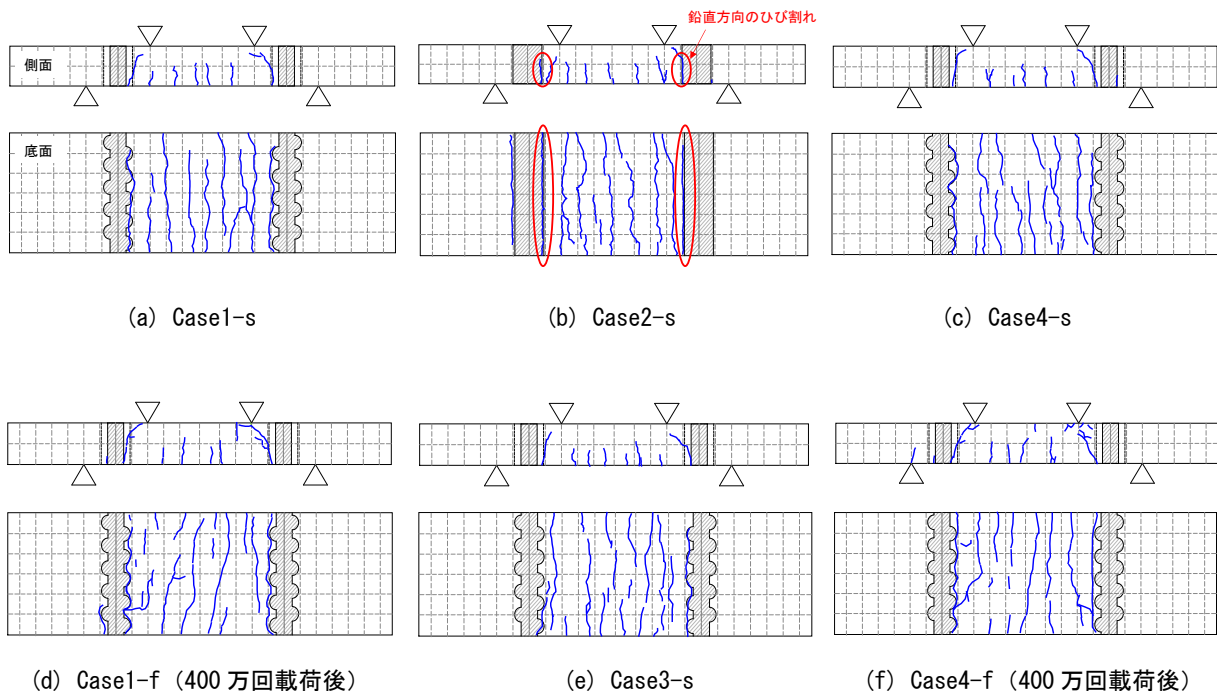 鉛直方向のひび割れ
側面
底面
(a) Case1-s
(b) Case2-s
(c) Case4-s
(d) Case1-f (400 万回載荷後)
(e) Case3-s
(f) Case4-f (400 万回載荷後)